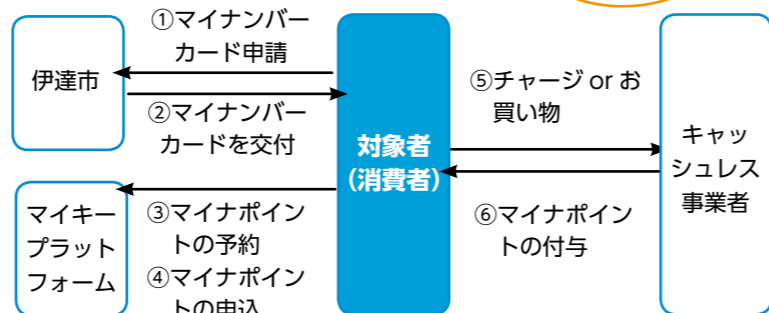 ①マイナンバー
カード申請
伊達市
②マイナンバー
カードを交付
対象者
(消費者)
⑤チャージ or お
買い物
キャッ
シュレス
事業者
⑥マイナポイン
トの付与
マイキー
プラット
フォーム
③マイナポイン
トの予約
④マイナポイン
トの申込